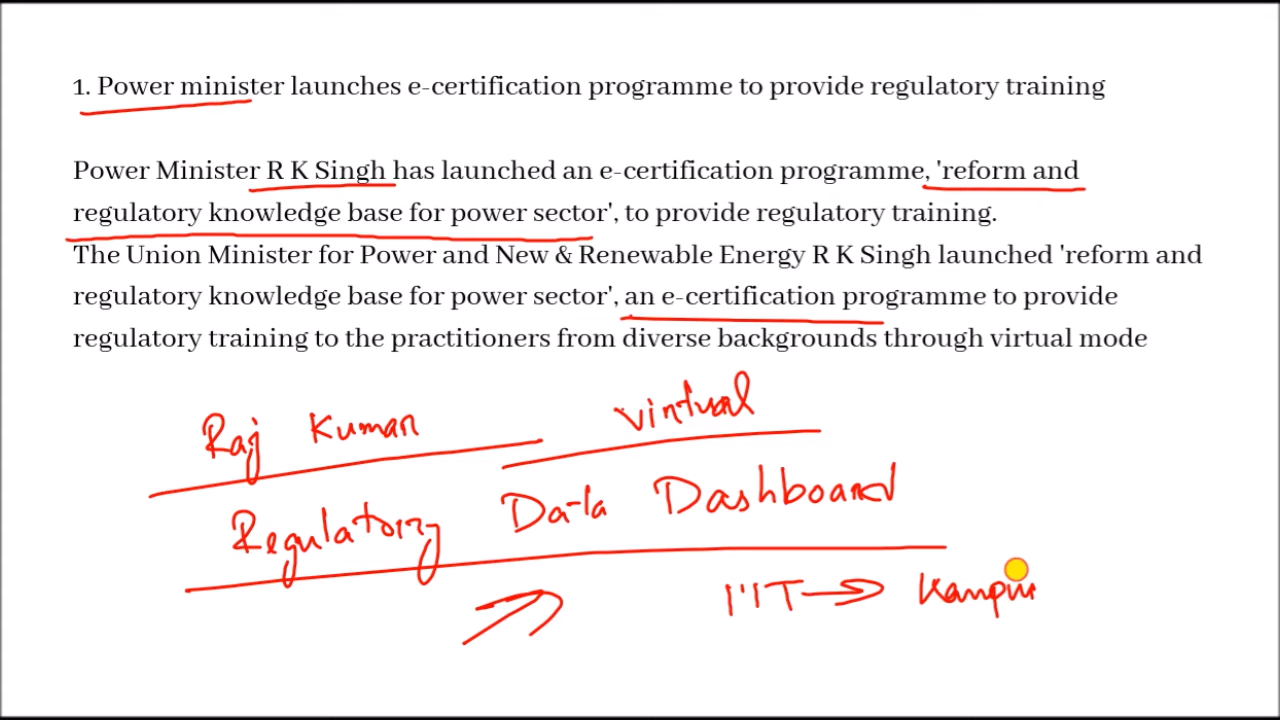 1. Power minister launches e-certification programme to provide regulatory training
Power Minister R K Singh has launched an e-certification programme, 'reform and
regulatory knowledge base for power sector', to provide regulatory training.
The Union Minister for Power and New & Renewable Energy R K Singh launched 'reform and
regulatory knowledge base for power sector', an e-certification programme to provide
regulatory training to the practitioners from diverse backgrounds through virtual mode
Raj Kumar virtual
Regulatory Data Dashboard
IIT → Kanpur